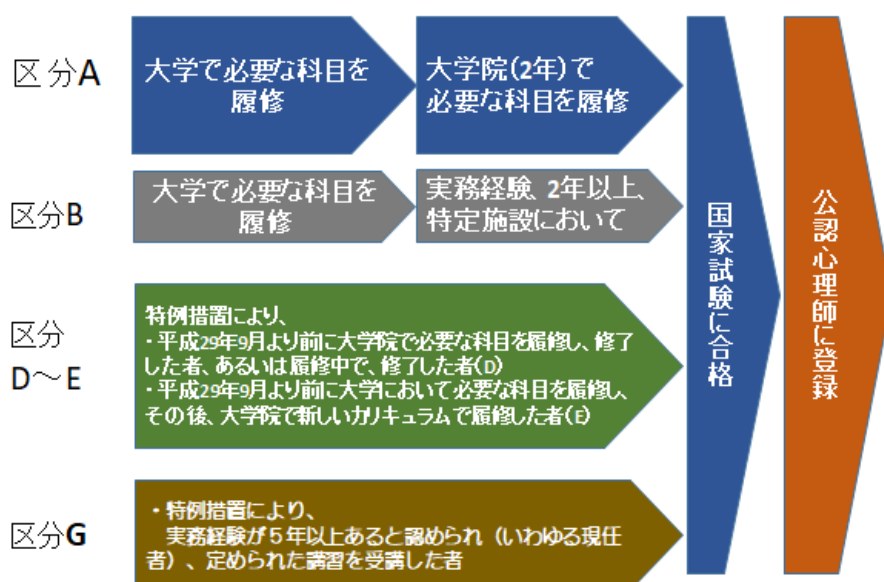 区分A
大学で必要な科目を
履修
大学院(2年)で
必要な科目を履修
区分B
大学で必要な科目を
履修
実務経験、2年以上、
特定施設において
区分
D～E
特例措置により、
・平成29年9月より前に大学院で必要な科目を履修し、修了
した者、あるいは履修中で、修了した者(D)
・平成29年9月より前に大学において必要な科目を履修し、
その後、大学院で新しいカリキュラムで履修した者(E)
区分G
・特例措置により、
実務経験が５年以上あると認められ（いわゆる現任
者）、定められた講習を受講した者
国家試験に合格
公認心理師に登録